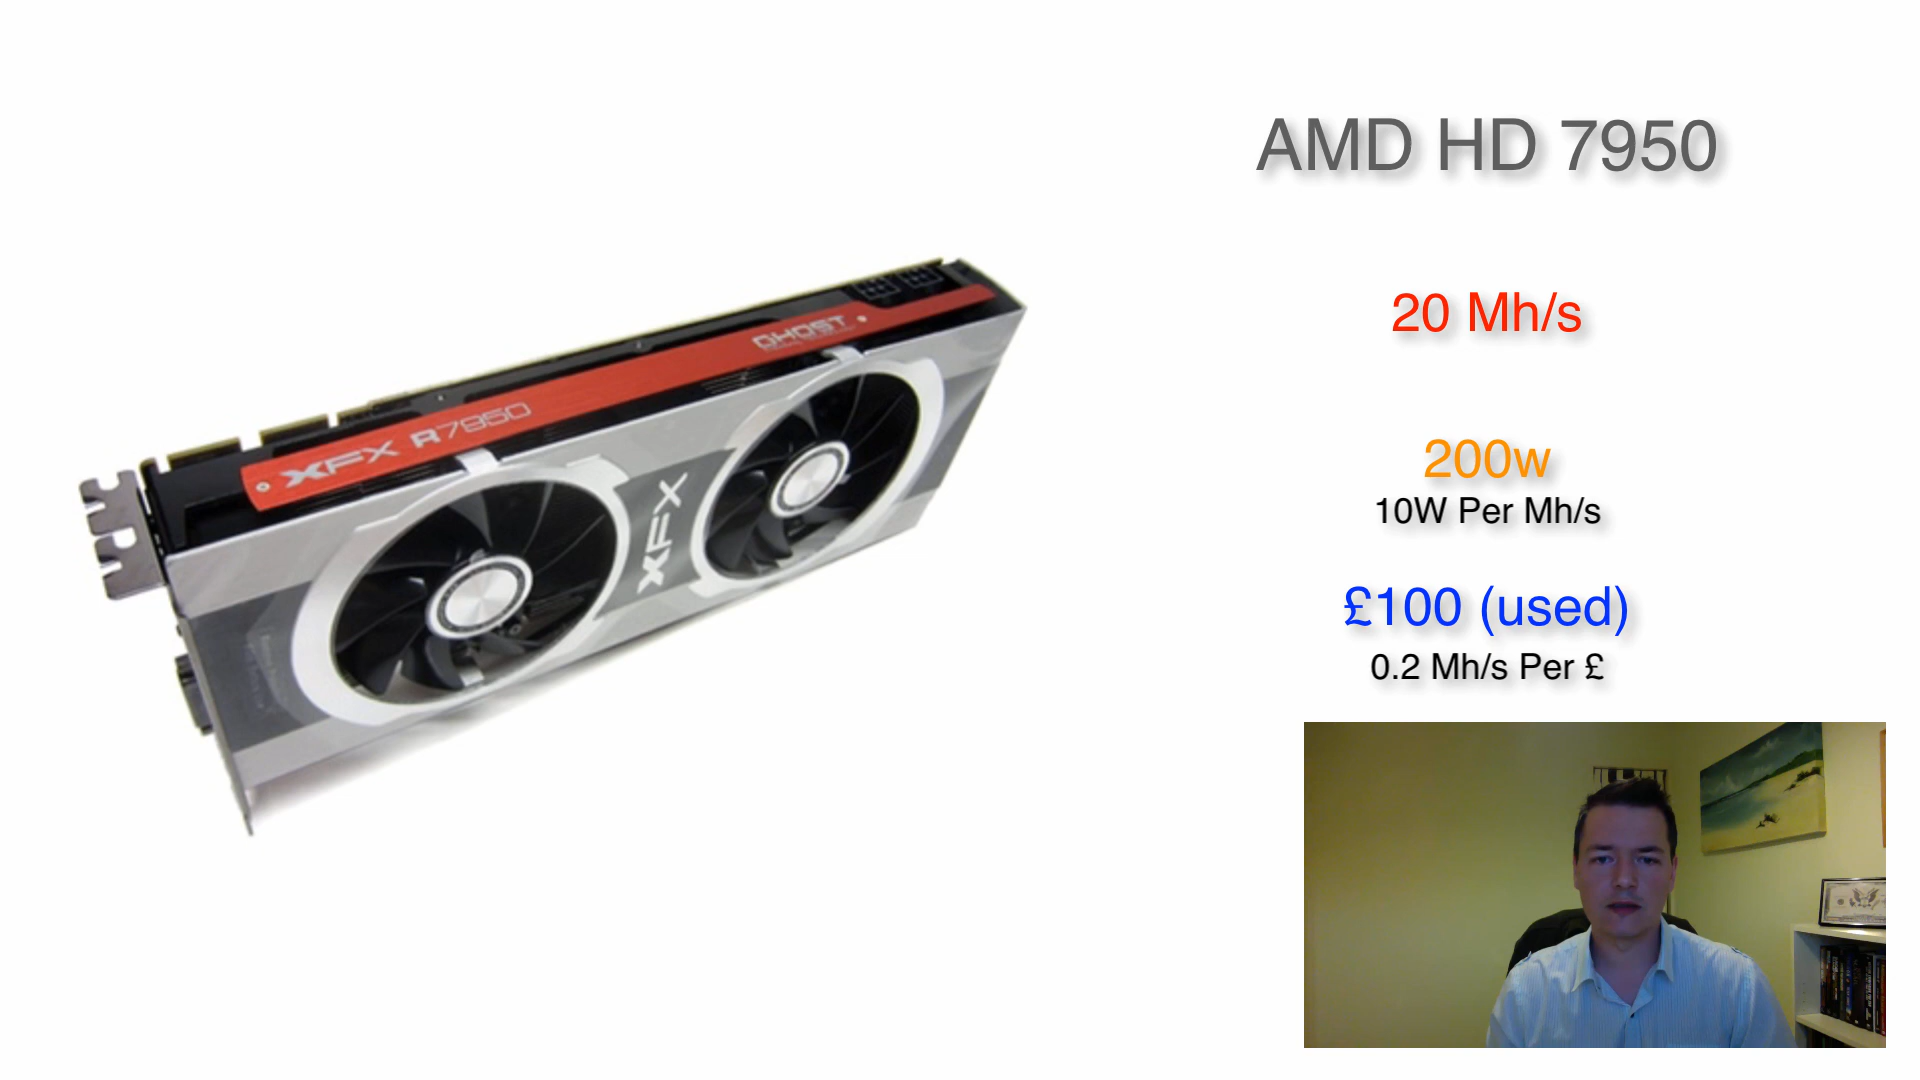 AMD HD 7950
20 Mh/s
200w
10W Per Mh/s
£100 (used)
0.2 Mh/s Per £
XFX R7950
GHOST
XFX